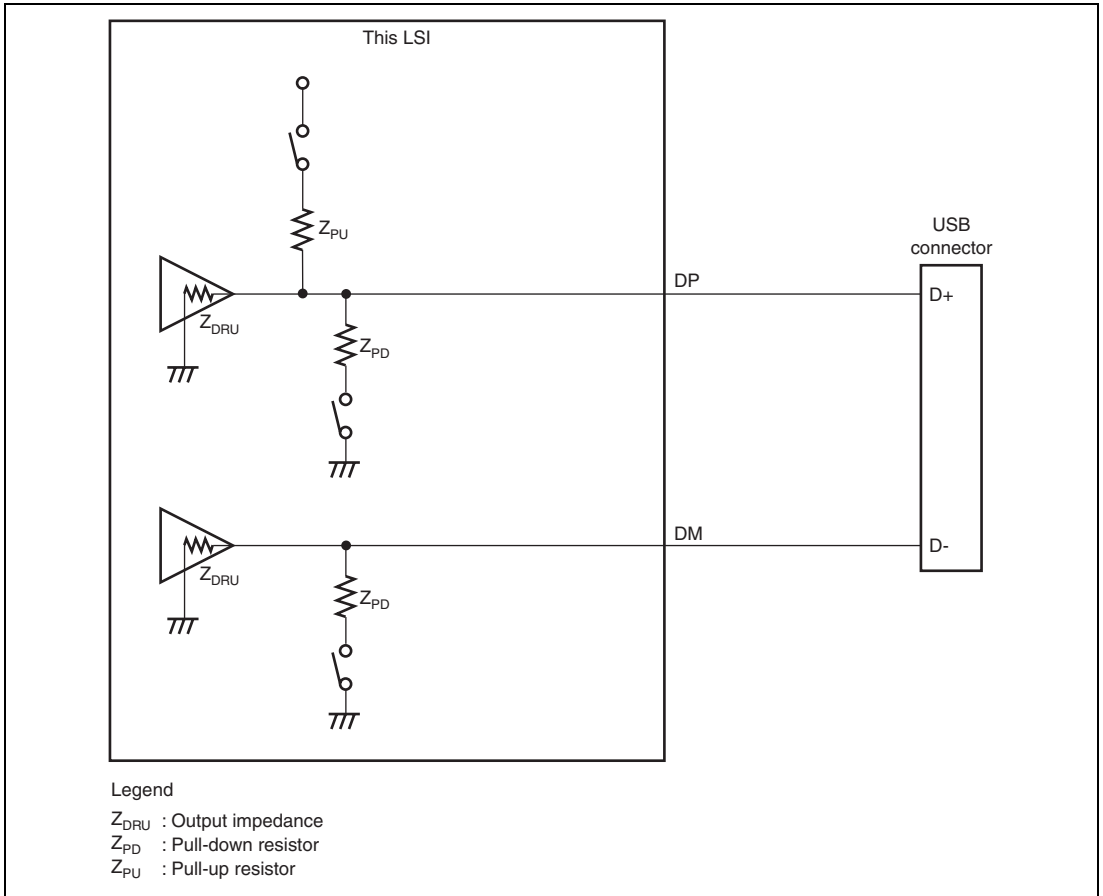 This LSI
Z_PU
Z_DRU
Z_PD
DP
USB
connector
D+
Z_DRU
Z_PD
DM
D-
Legend
Z_DRU : Output impedance
Z_PD : Pull-down resistor
Z_PU : Pull-up resistor